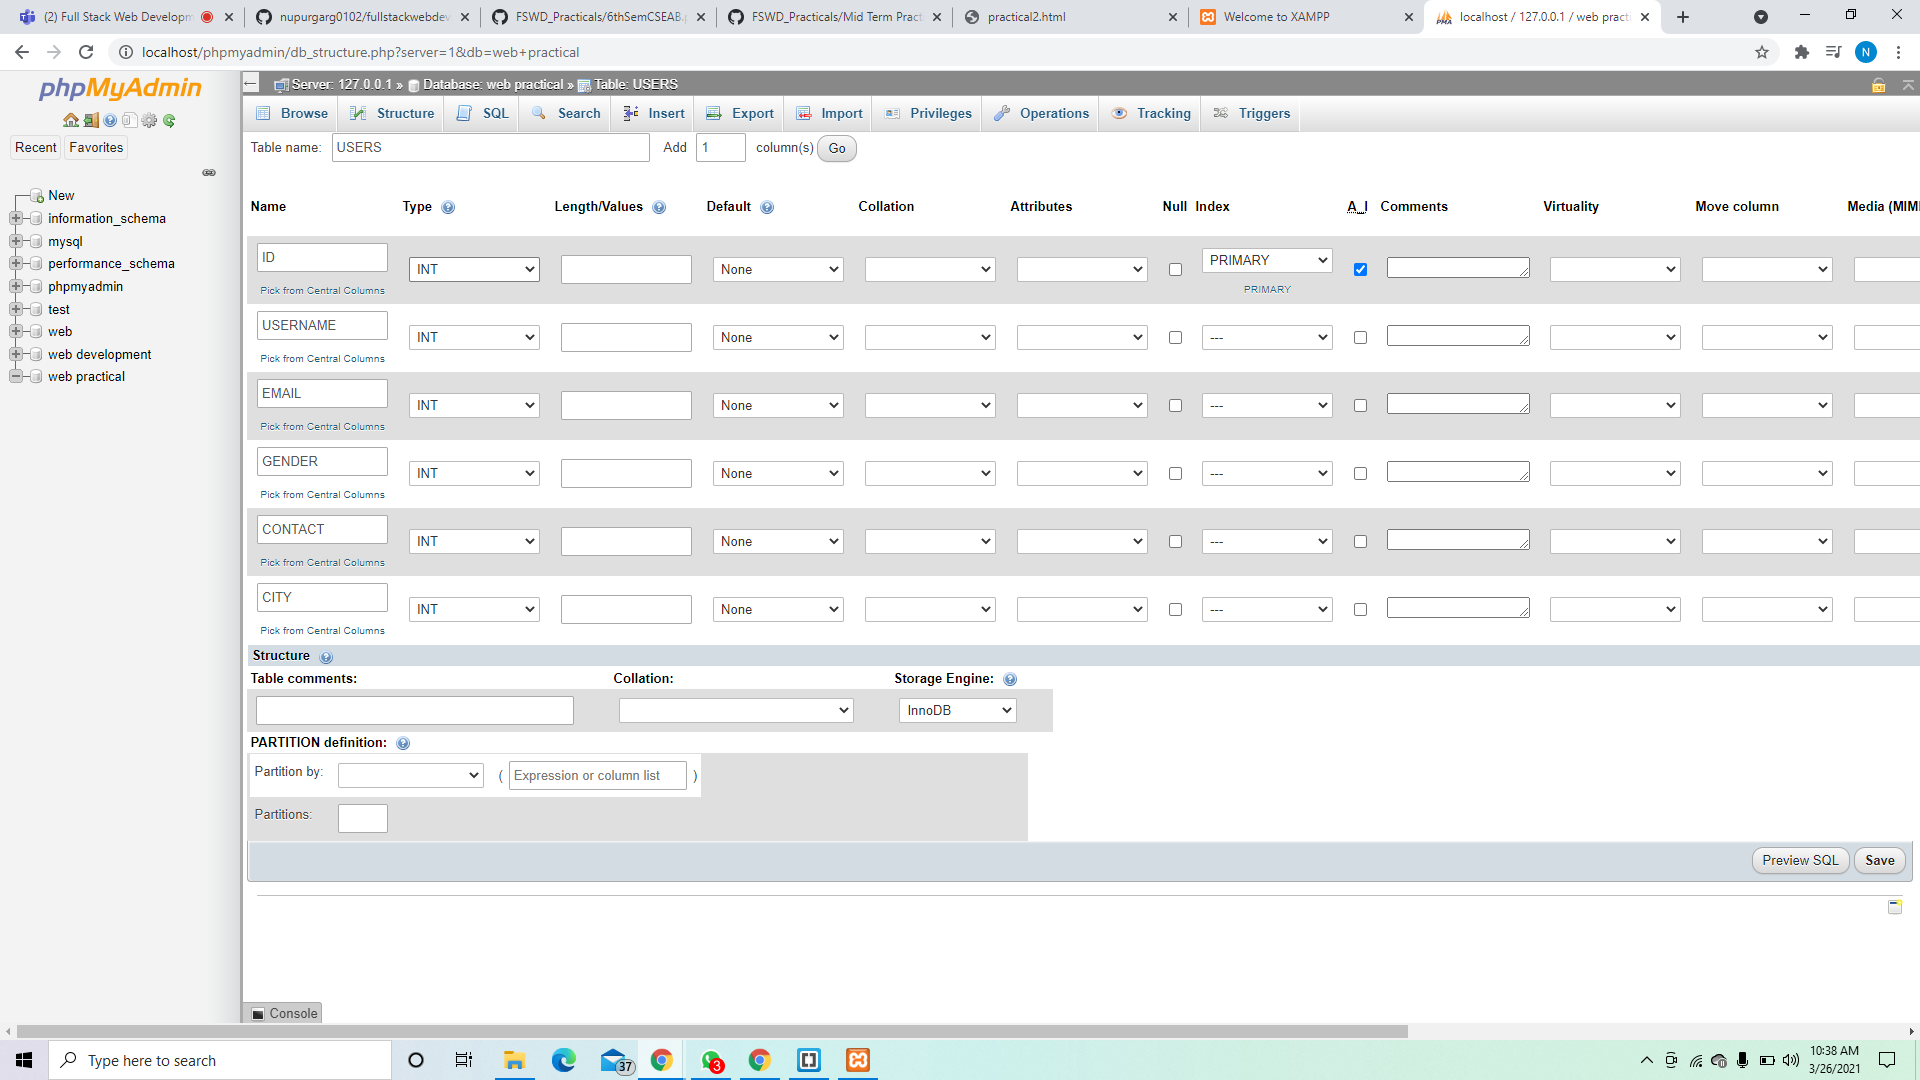 (2) Full Stack Web Developm
nupurgarg0102/fullstackwebdev
FSWD_Practicals/6thSemCSEAB.
FSWD_Practicals/Mid Term Pract
practical2.html
Welcome to XAMPP
localhost / 127.0.0.1 / web practi
localhost/phpmyadmin/db_structure.php?server=1&db=web+practical
N
phpMyAdmin
Recent Favorites
New
information_schema
mysql
performance_schema
phpmyadmin
test
web
web development
web practical
Server: 127.0.0.1 » Database: web practical » Table: USERS
Browse Structure SQL Search Insert Export Import Privileges Operations Tracking Triggers
Table name: USERS Add 1 column(s) Go
Name Type Length/Values Default Collation Attributes Null Index A_I Comments Virtuality Move column Media (MIM
ID INT None PRIMARY
Pick from Central Columns PRIMARY
USERNAME INT None ---
Pick from Central Columns
EMAIL INT None ---
Pick from Central Columns
GENDER INT None ---
Pick from Central Columns
CONTACT INT None ---
Pick from Central Columns
CITY INT None ---
Pick from Central Columns
Structure
Table comments: Collation: Storage Engine:
InnoDB
PARTITION definition:
Partition by: ( Expression or column list )
Partitions:
Preview SQL Save
Console
Type here to search
37
3
10:38 AM
3/26/2021